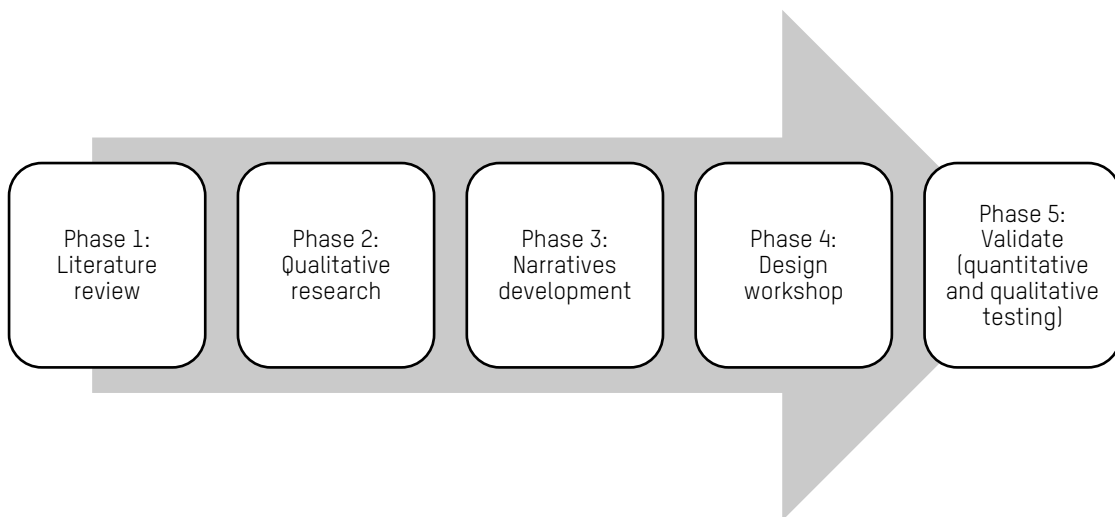 Phase 1:
Literature
review
Phase 2:
Qualitative
research
Phase 3:
Narratives
development
Phase 4:
Design
workshop
Phase 5:
Validate
(quantitative
and qualitative
testing)